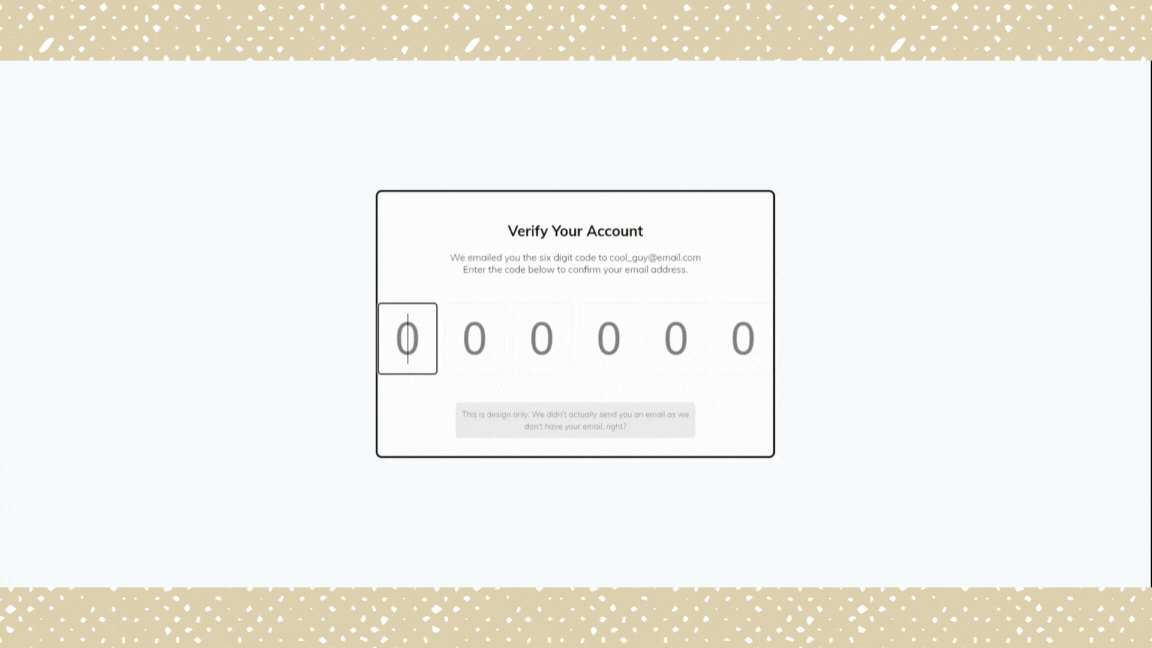 Verify Your Account
We emailed you the six digit code to cool_guy@email.com
Enter the code below to confirm your email address.
0 0 0 0 0 0
This is design only. We didn't actually send you an email as we
don't have your email, right?